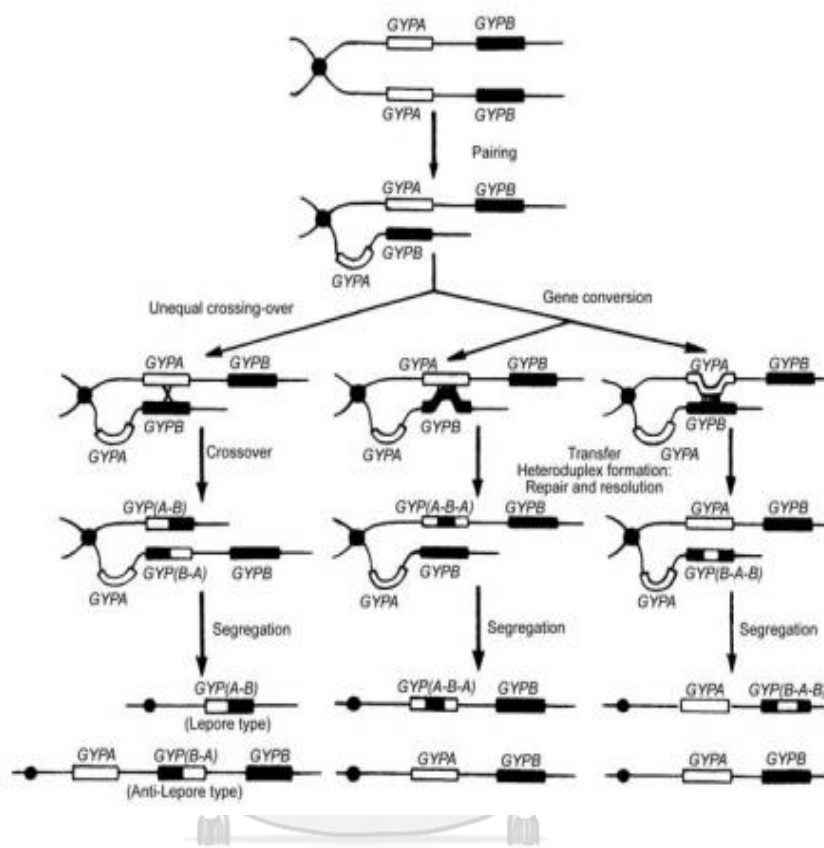 GYPA GYPB
GYPA GYPB
Pairing
GYPA GYPB
GYPB
GYPA
Unequal crossing-over
Gene conversion
GYPA GYPB
GYPB
GYPA
GYPA GYPB
GYPB
GYPA
GYPA GYPB
GYPB
GYPA
Crossover
Transfer
Heteroduplex formation:
Repair and resolution
GYP(A-B)
GYP(B-A) GYPB
GYPA
GYP(A-B-A) GYPB
GYPB
GYPA
GYPA GYPB
GYP(B-A-B)
GYPA
Segregation
Segregation
Segregation
GYP(A-B)
(Lepore type)
GYP(A-B-A) GYPB
GYPA GYP(B-A-B)
GYPA GYP(B-A) GYPB
(Anti-Lepore type)
GYPA GYPB
GYPA GYPB